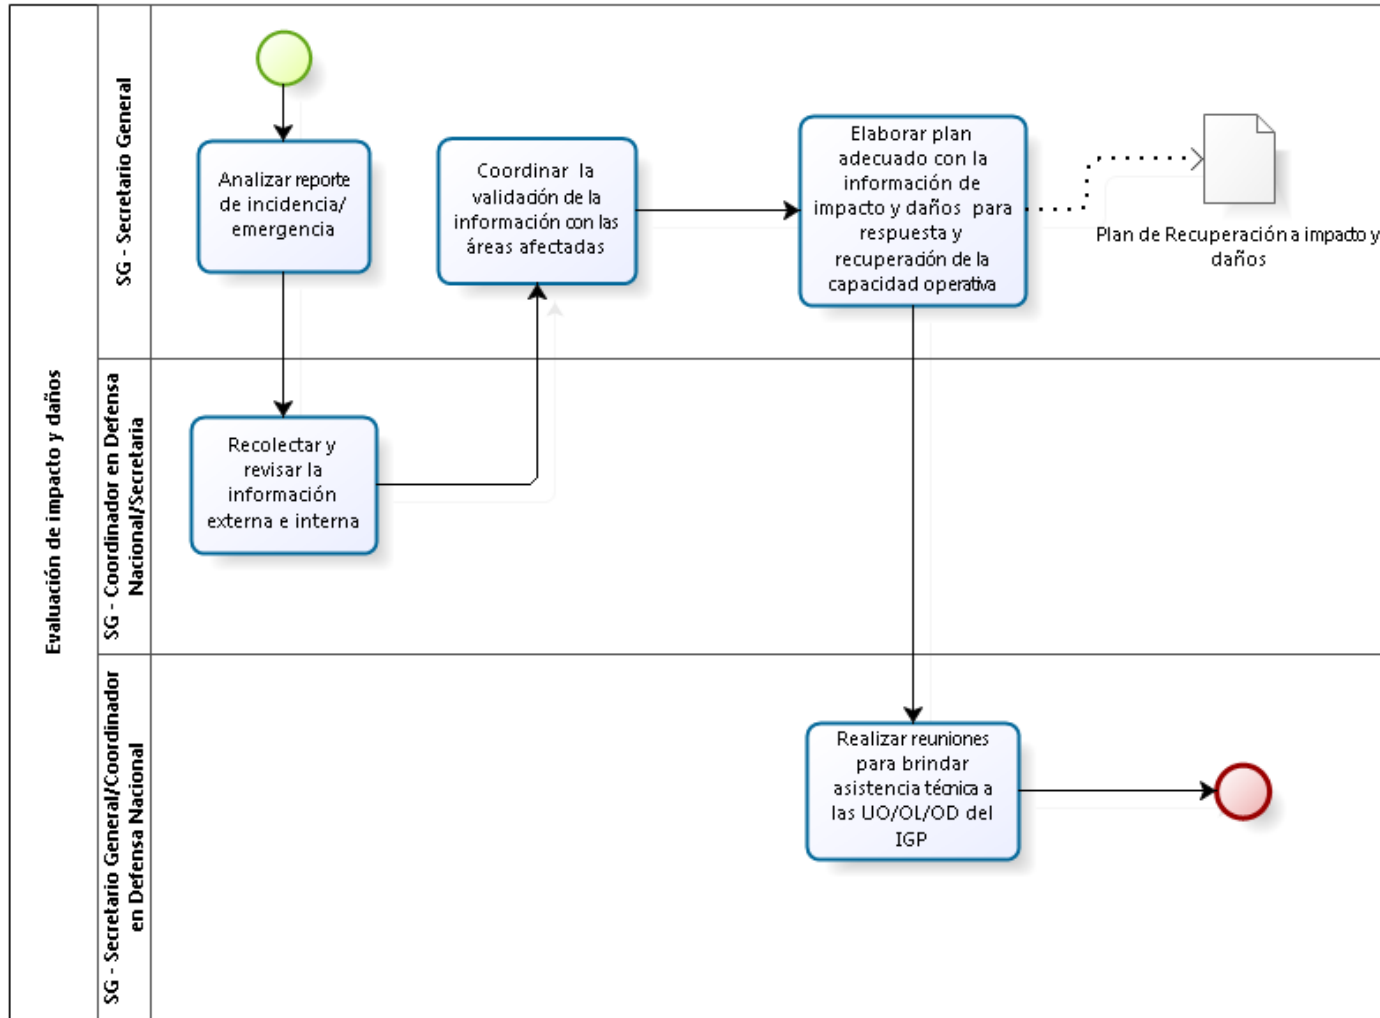 Evaluación de impacto y daños
SG - Secretario General
Analizar reporte
de incidencia/
emergencia
Coordinar la
validación de la
información con las
áreas afectadas
Elaborar plan
adecuado con la
información de
impacto y daños para
respuesta y
recuperación de la
capacidad operativa
Plan de Recuperación a impacto y
daños
SG - Coordinador en Defensa
Nacional/Secretaria
Recolectar y
revisar la
información
externa e interna
SG - Secretario General/Coordinador
en Defensa Nacional
Realizar reuniones
para brindar
asistencia técnica a
las UO/OL/OD del
IGP